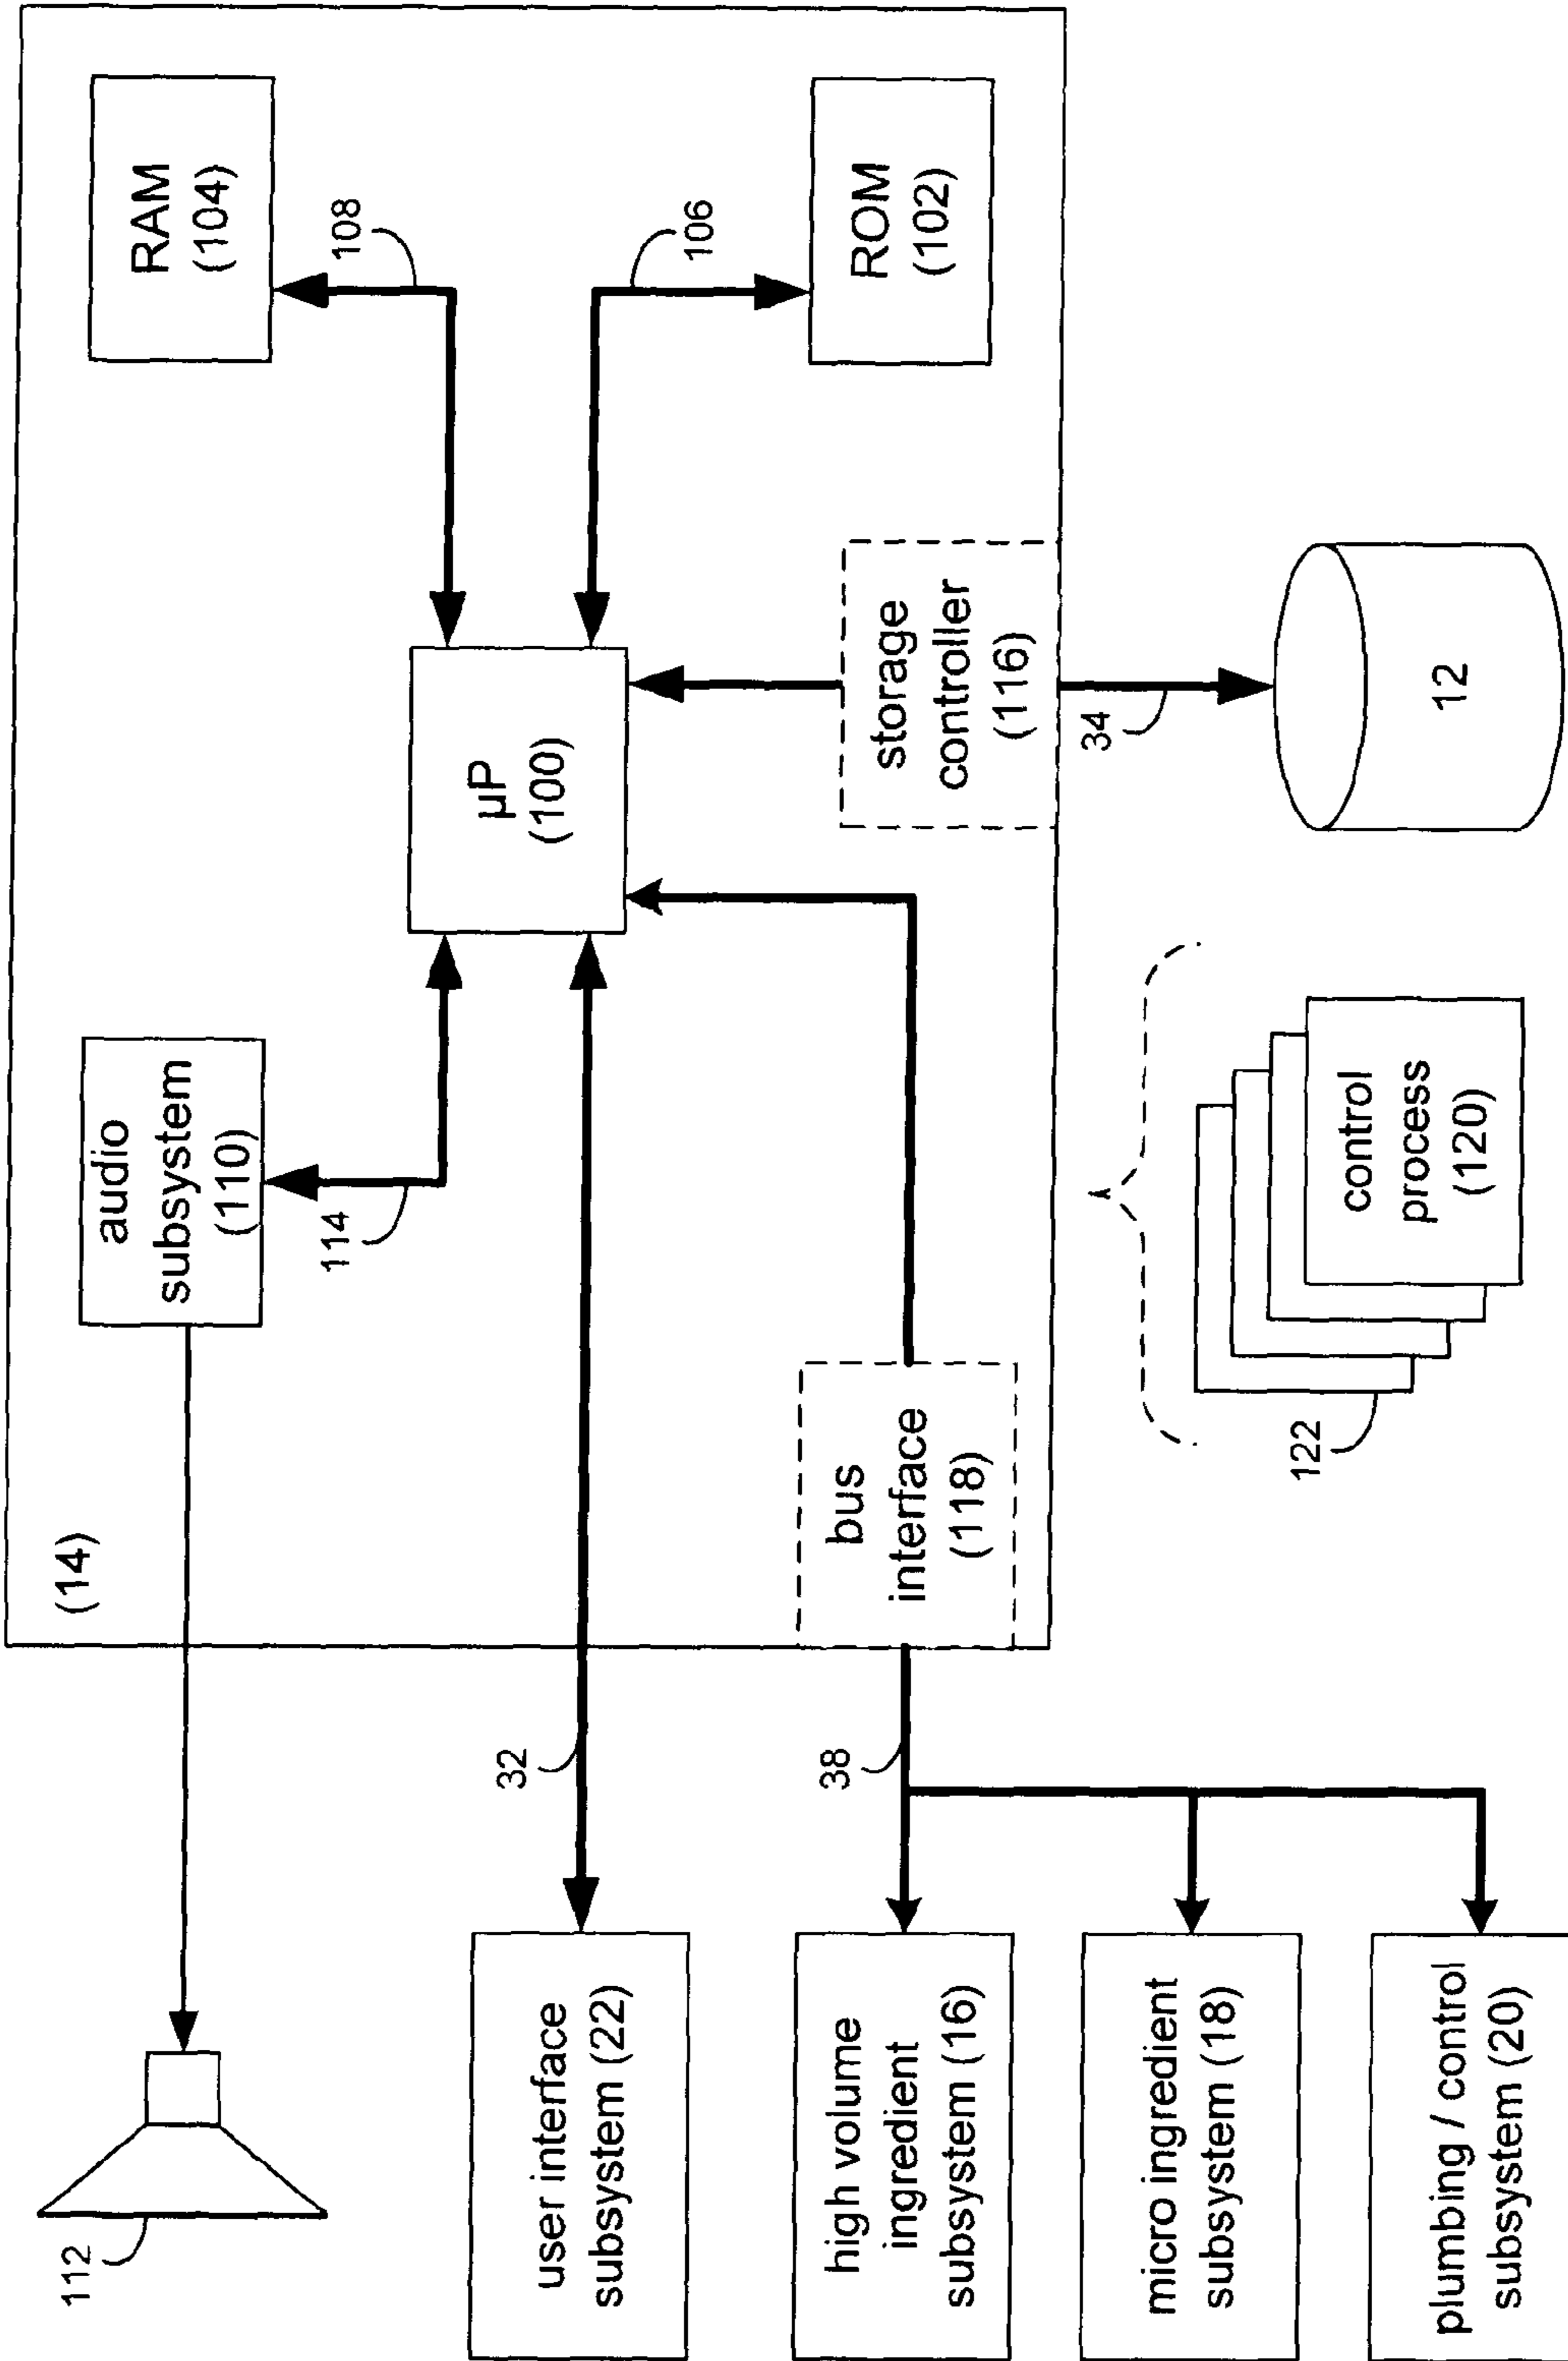 (14)
112
audio
subsystem
(110)
114
RAM
(104)
108
µP
(100)
32
user interface
subsystem (22)
106
ROM
(102)
bus
interface
(118)
storage
controller
(116)
38
high volume
ingredient
subsystem (16)
34
12
micro ingredient
subsystem (18)
122
control
process
(120)
plumbing / control
subsystem (20)